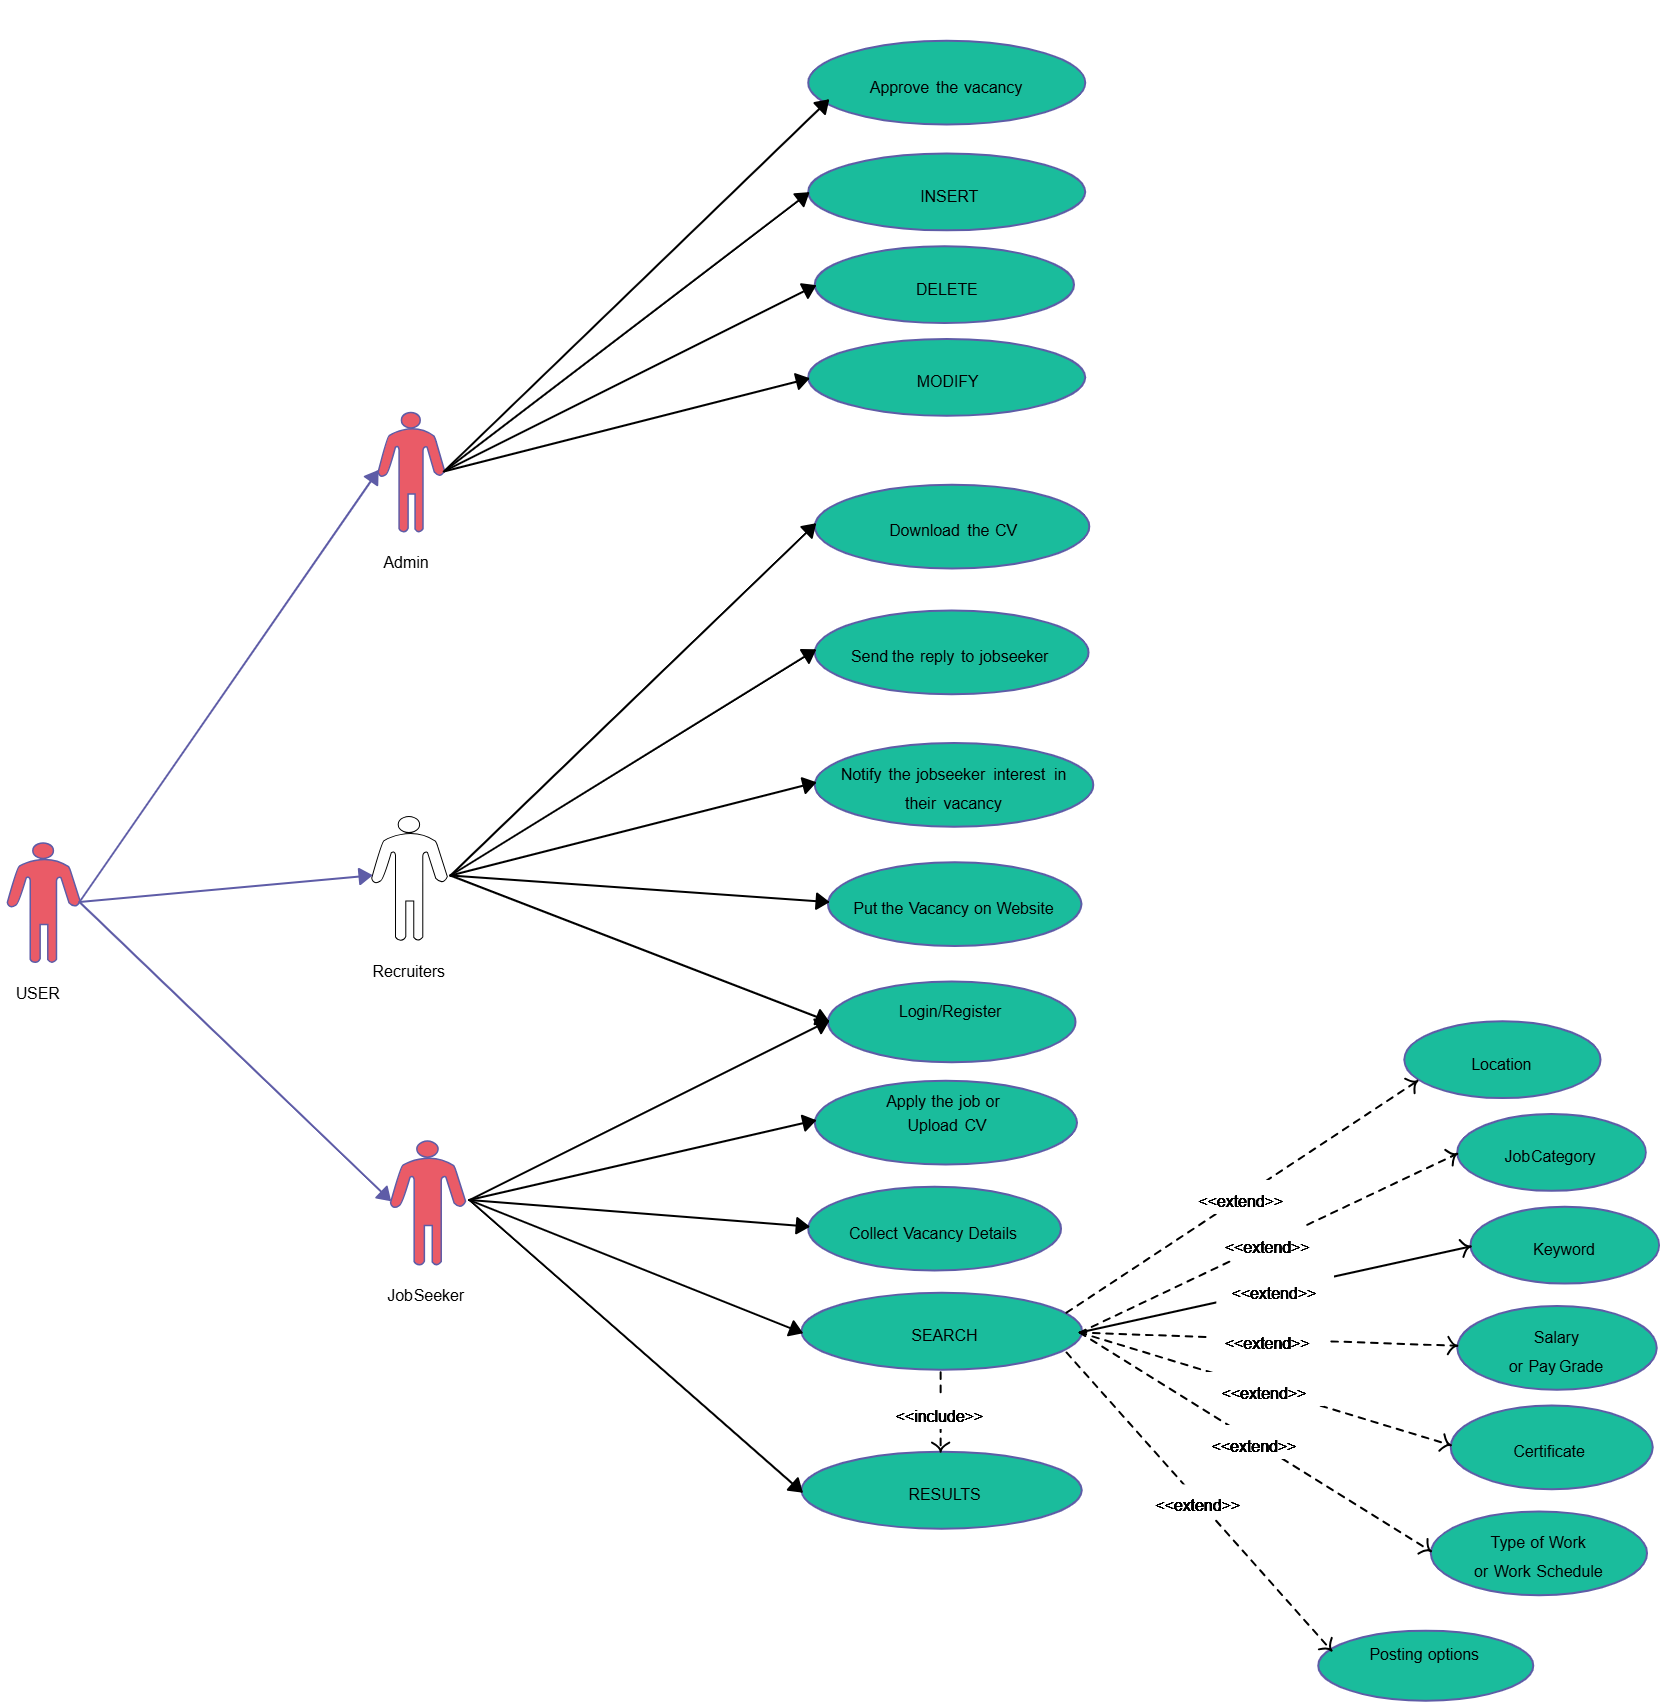 Approve the vacancy
INSERT
DELETE
MODIFY
Admin
Download the CV
Send the reply to jobseeker
Notify the jobseeker interest in
their vacancy
Put the Vacancy on Website
Recruiters
USER
Login/Register
Apply the job or
Upload CV
Collect Vacancy Details
JobSeeker
SEARCH
<<include>>
RESULTS
<<extend>>
<<extend>>
<<extend>>
<<extend>>
<<extend>>
<<extend>>
<<extend>>
Location
JobCategory
Keyword
Salary
or Pay Grade
Certificate
Type of Work
or Work Schedule
Posting options